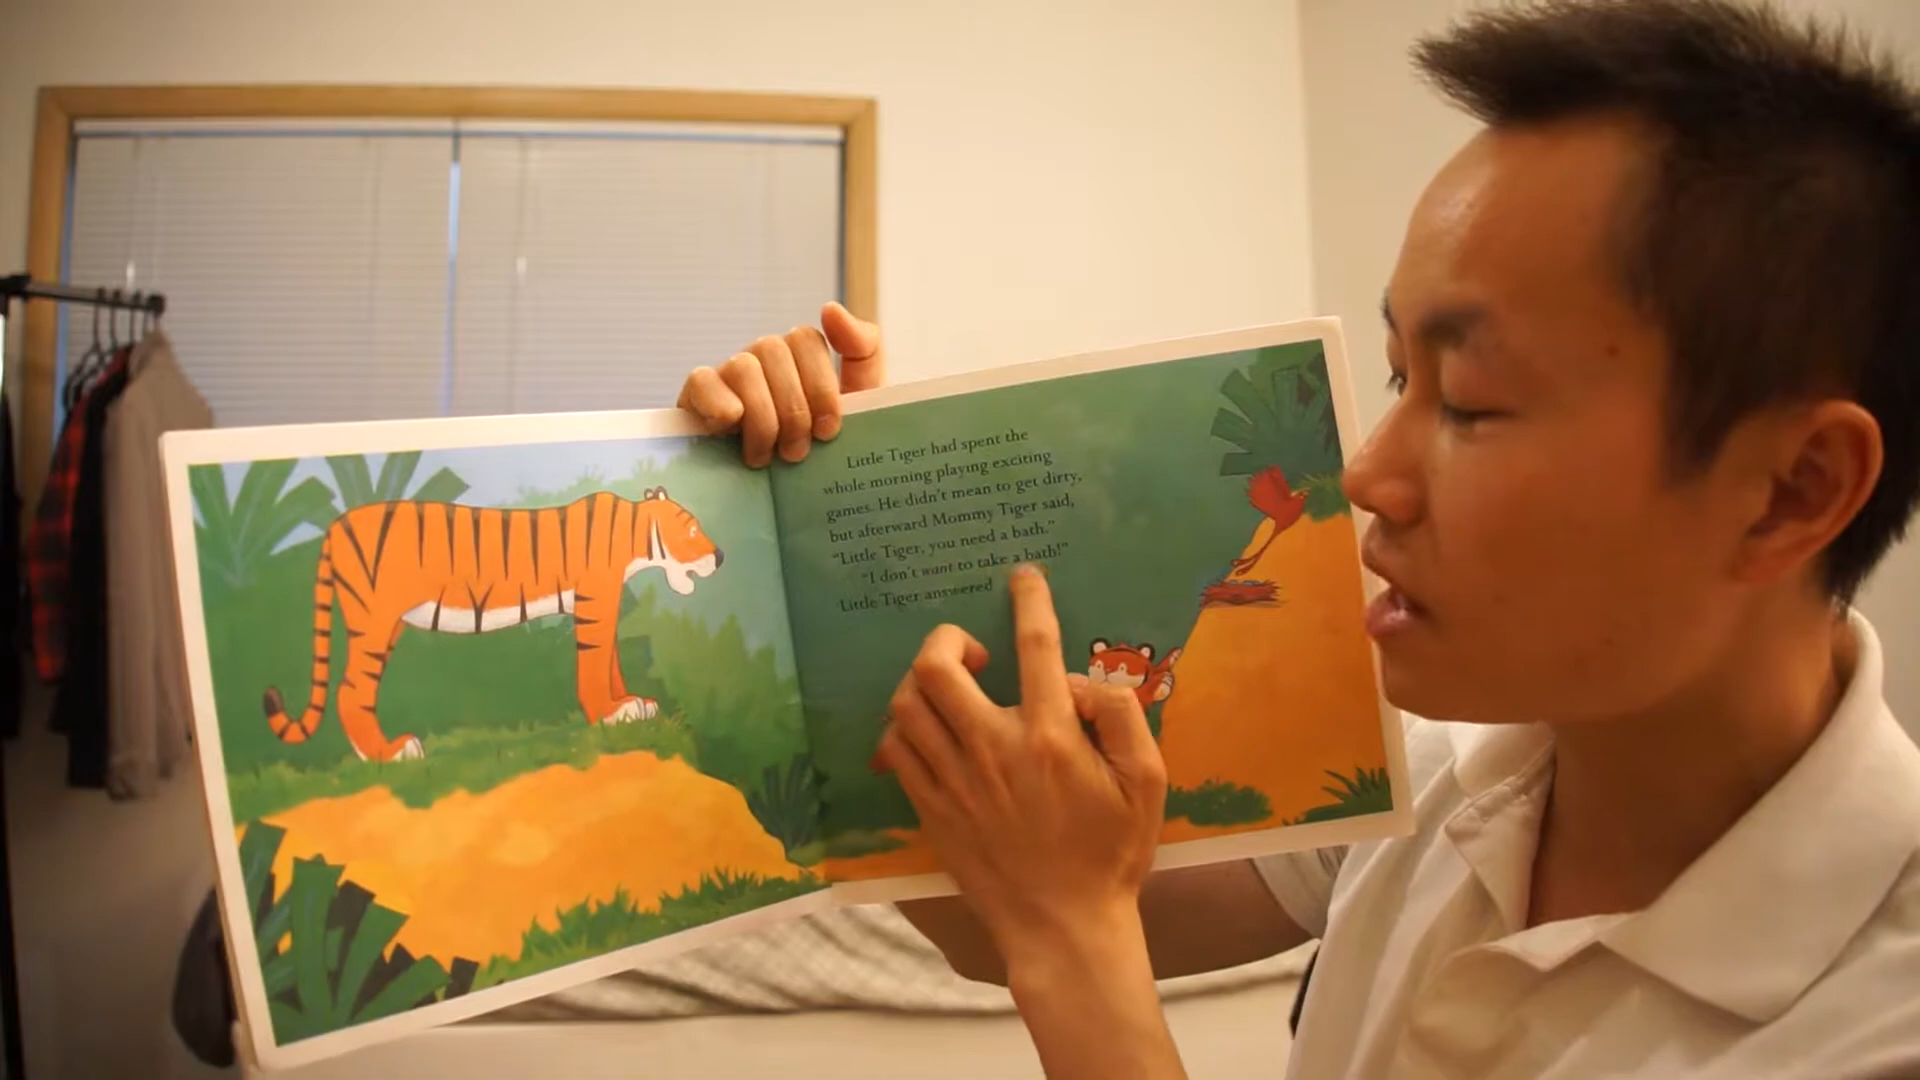 Little Tiger had spent the
whole morning playing exciting
games. He didn't mean to get dirty,
but afterward Mommy Tiger said,
"Little Tiger, you need a bath."
"I don't want to take a bath!"
Little Tiger answered